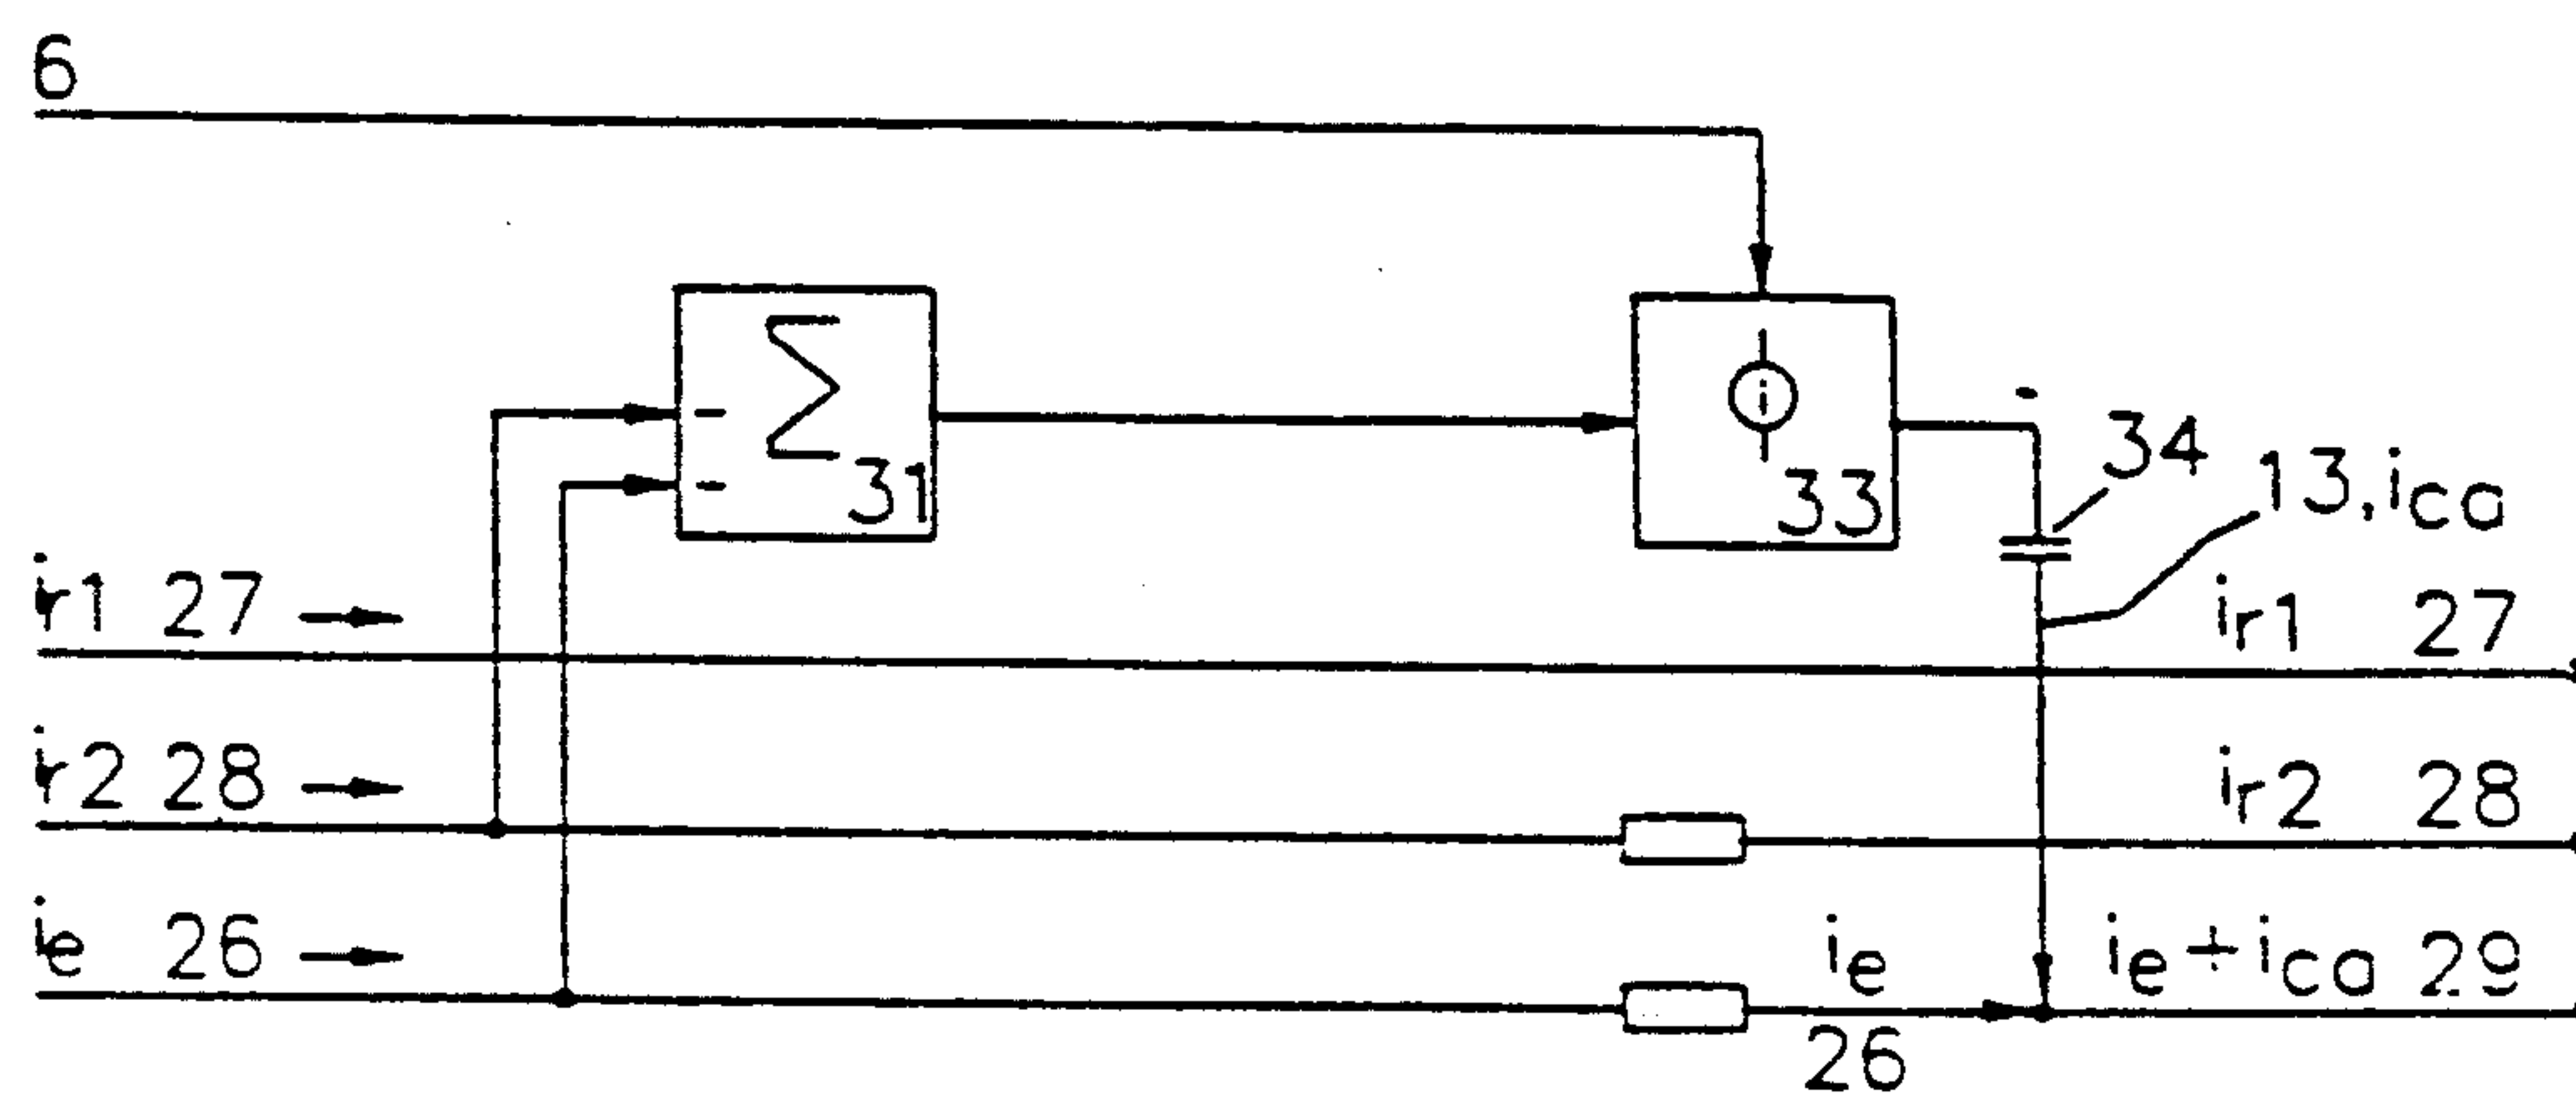 6
Σ
- 
- 
31
i
33
34
13, ica
ir1 27
ir1 27
ir2 28
ir2 28
ie 26
ie
26
ie + ica 29